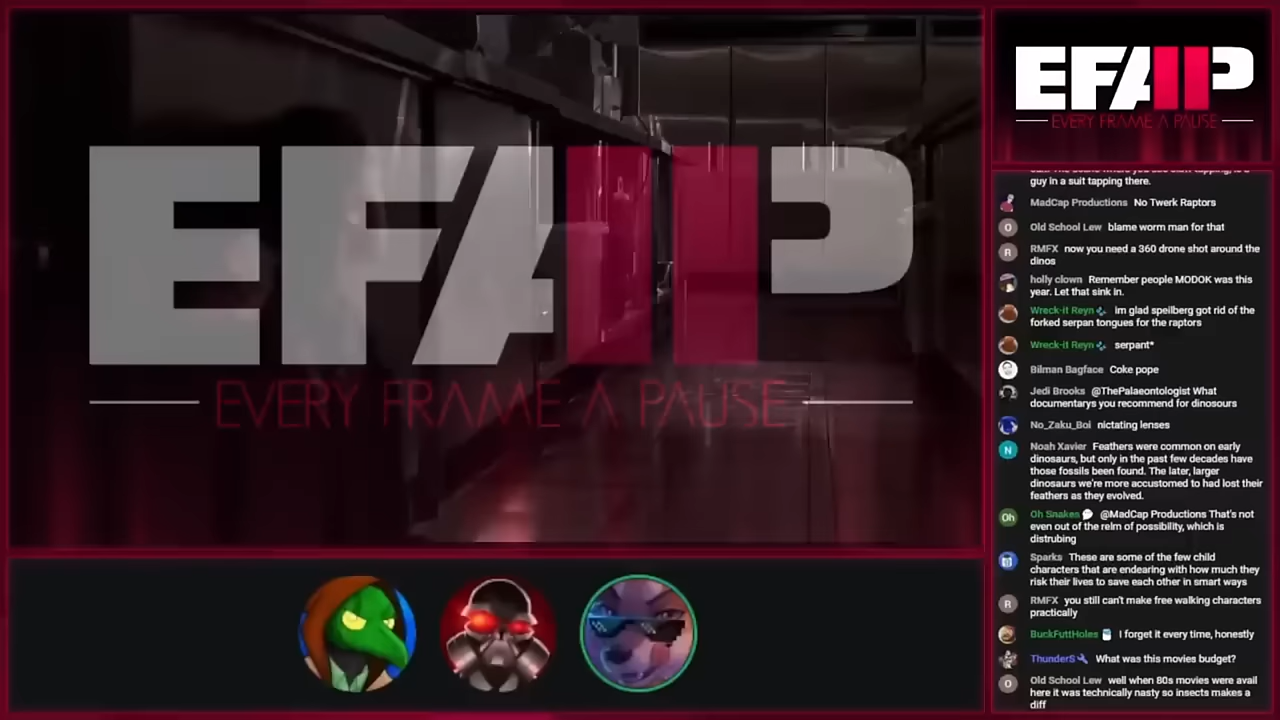 EFAP
EVERY FRAME A PAUSE
EFAP
EVERY FRAME A PAUSE
guy in a suit tapping there.
MadCap Productions No Twerk Raptors
Old School Lew blame worm man for that
RMFX now you need a 360 drone shot around the
dinos
holly clown Remember people MODOK was this
year. Let that sink in.
Wreck-it Reyn Im glad speilberg got rid of the
forked serpan tongues for the raptors
Wreck-it Reyn serpant*
Bilman Bagface Coke pope
Jedi Brooks @ThePalaeontologist What
documentarys you recommend for dinosours
No_Zaku_Boi nictating lenses
Noah Xavier Feathers were common on early
dinosaurs, but only in the past few decades have
those fossils been found. The later, larger
dinosaurs we're more accustomed to had lost their
feathers as they evolved.
Oh Snakes @MadCap Productions That's not
even out of the relm of possibility, which is
distrubing
Sparks These are some of the few child
characters that are endearing with how much they
risk their lives to save each other in smart ways
RMFX you still can't make free walking characters
practically
BuckFuttHoles I forget it every time, honestly
ThunderS What was this movies budget?
Old School Lew well when 80s movies were avail
here it was technically nasty so insects makes a
diff